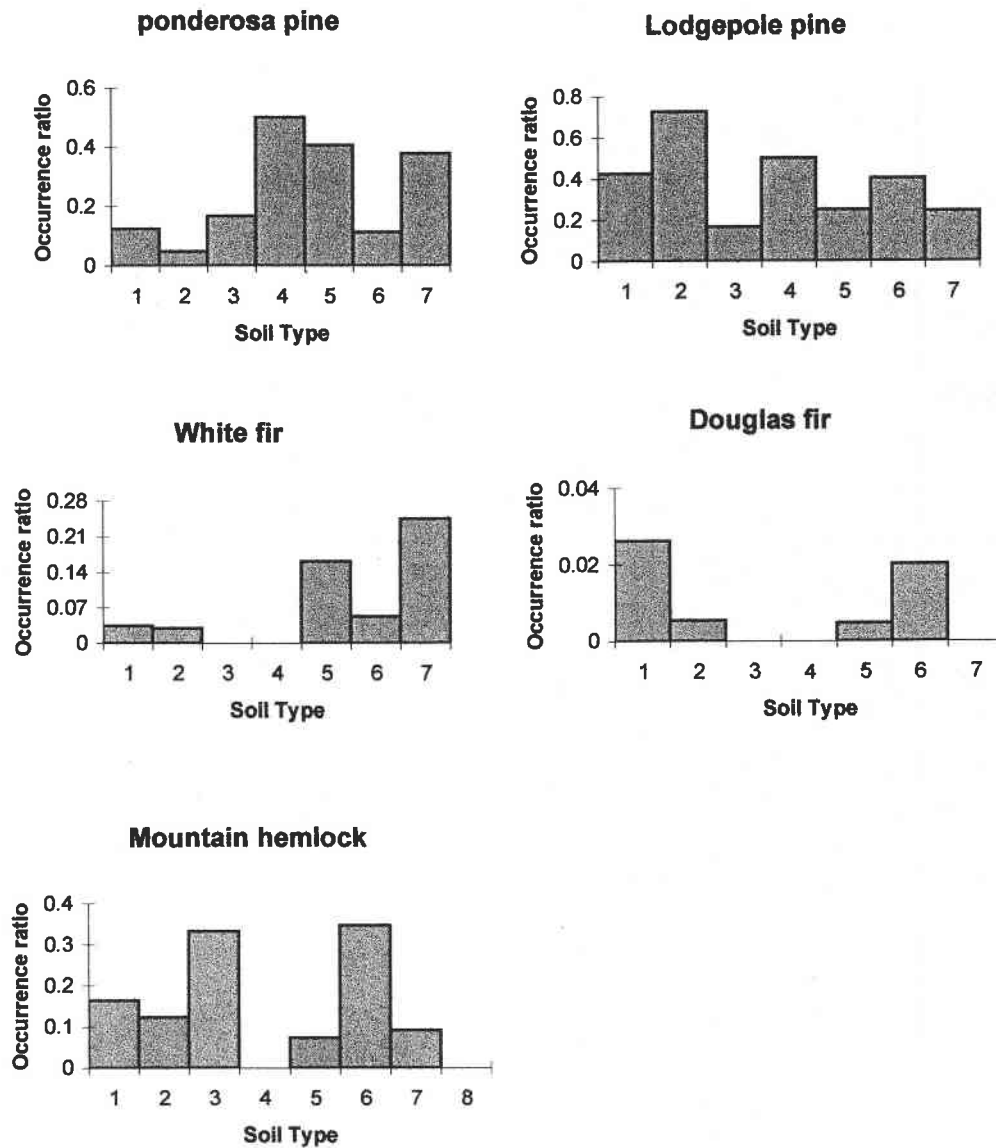 ponderosa pine
Occurrence ratio
0.6
0.4
0.2
0
1 2 3 4 5 6 7
Soil Type
Lodgepole pine
Occurrence ratio
0.8
0.6
0.4
0.2
0
1 2 3 4 5 6 7
Soil Type
White fir
Occurrence ratio
0.28
0.21
0.14
0.07
0
1 2 3 4 5 6 7
Soil Type
Douglas fir
Occurrence ratio
0.04
0.02
0
1 2 3 4 5 6 7
Soil Type
Mountain hemlock
Occurrence ratio
0.4
0.3
0.2
0.1
0
1 2 3 4 5 6 7 8
Soil Type